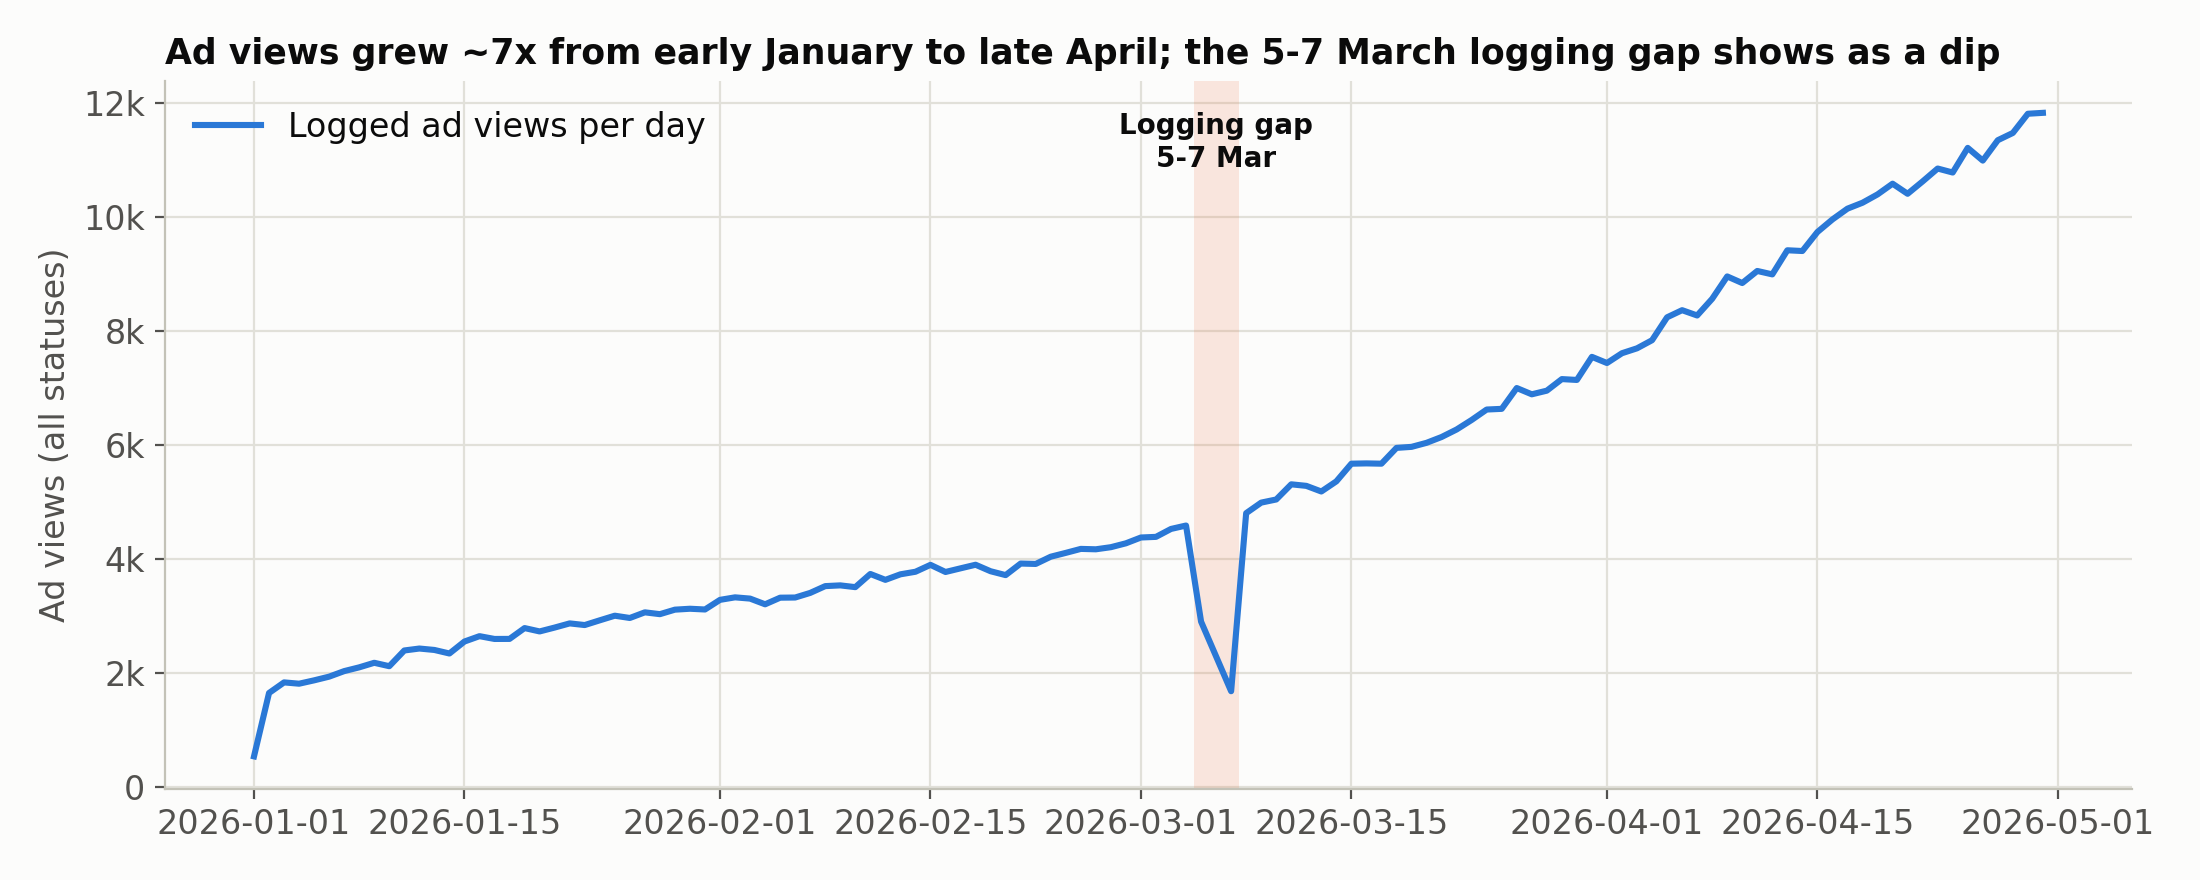 Ad views grew ~7x from early January to late April; the 5-7 March logging gap shows as a dip
12k
10k
8k
6k
4k
2k
0
Ad views (all statuses)
Logged ad views per day
Logging gap
5-7 Mar
2026-01-01 2026-01-15 2026-02-01 2026-02-15 2026-03-01 2026-03-15 2026-04-01 2026-04-15 2026-05-01